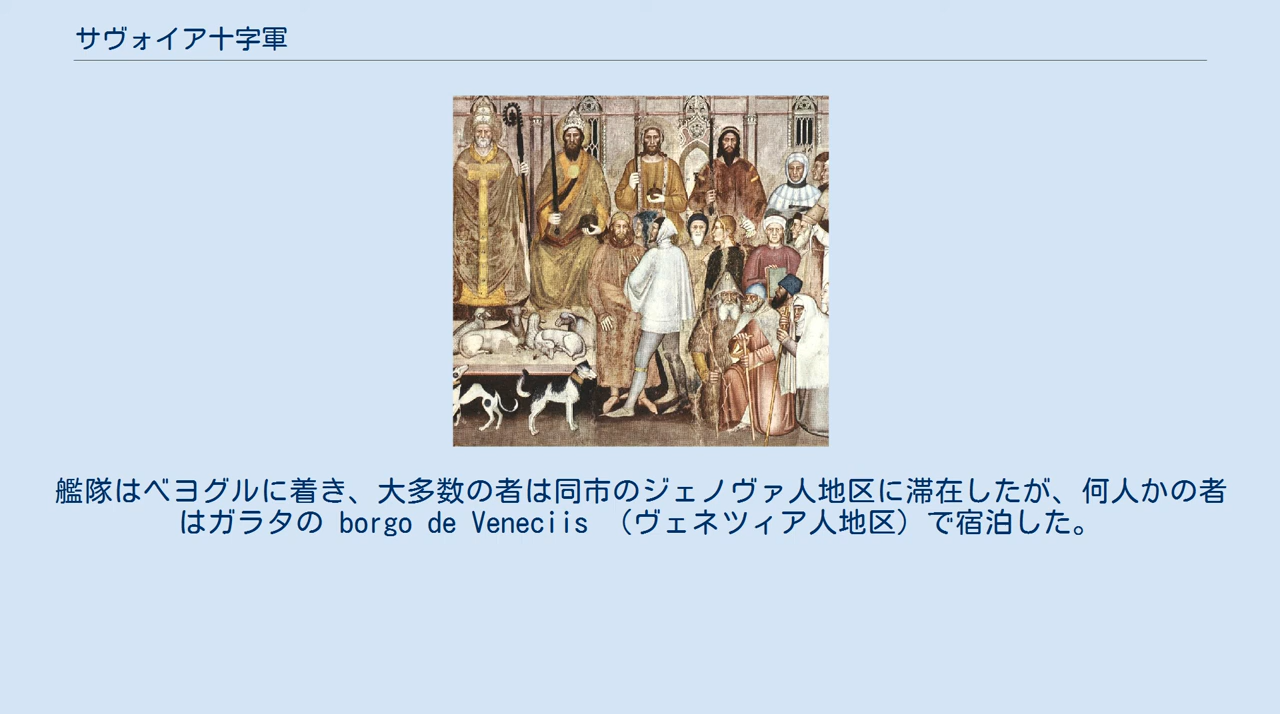 サヴォイア十字軍
艦隊はベヨグルに着き、大多数の者は同市のジェノヴァ人地区に滞在したが、何人かの者
はガラタの borgo de Veneciis （ヴェネツィア人地区）で宿泊した。